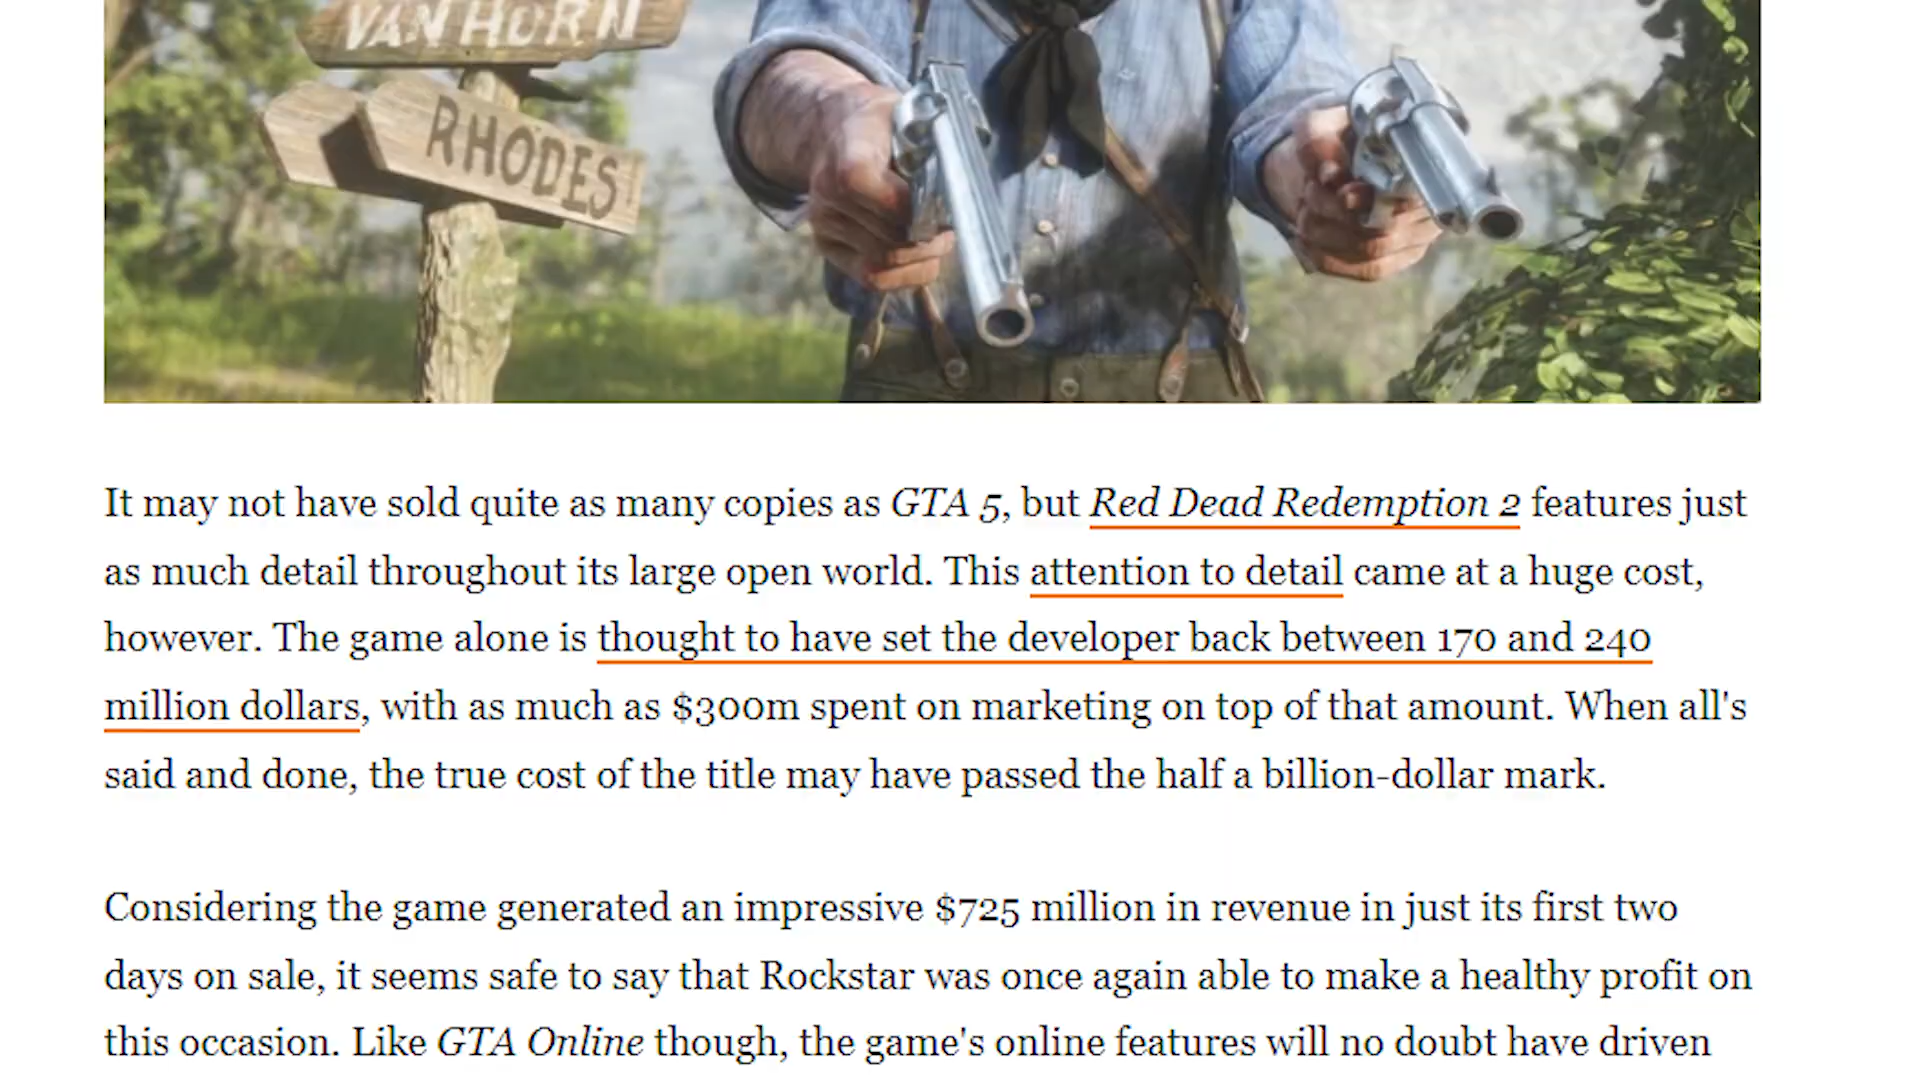 VAN HORN
RHODES
It may not have sold quite as many copies as GTA 5, but Red Dead Redemption 2 features just
as much detail throughout its large open world. This attention to detail came at a huge cost,
however. The game alone is thought to have set the developer back between 170 and 240
million dollars, with as much as $300m spent on marketing on top of that amount. When all's
said and done, the true cost of the title may have passed the half a billion-dollar mark.
Considering the game generated an impressive $725 million in revenue in just its first two
days on sale, it seems safe to say that Rockstar was once again able to make a healthy profit on
this occasion. Like GTA Online though, the game's online features will no doubt have driven